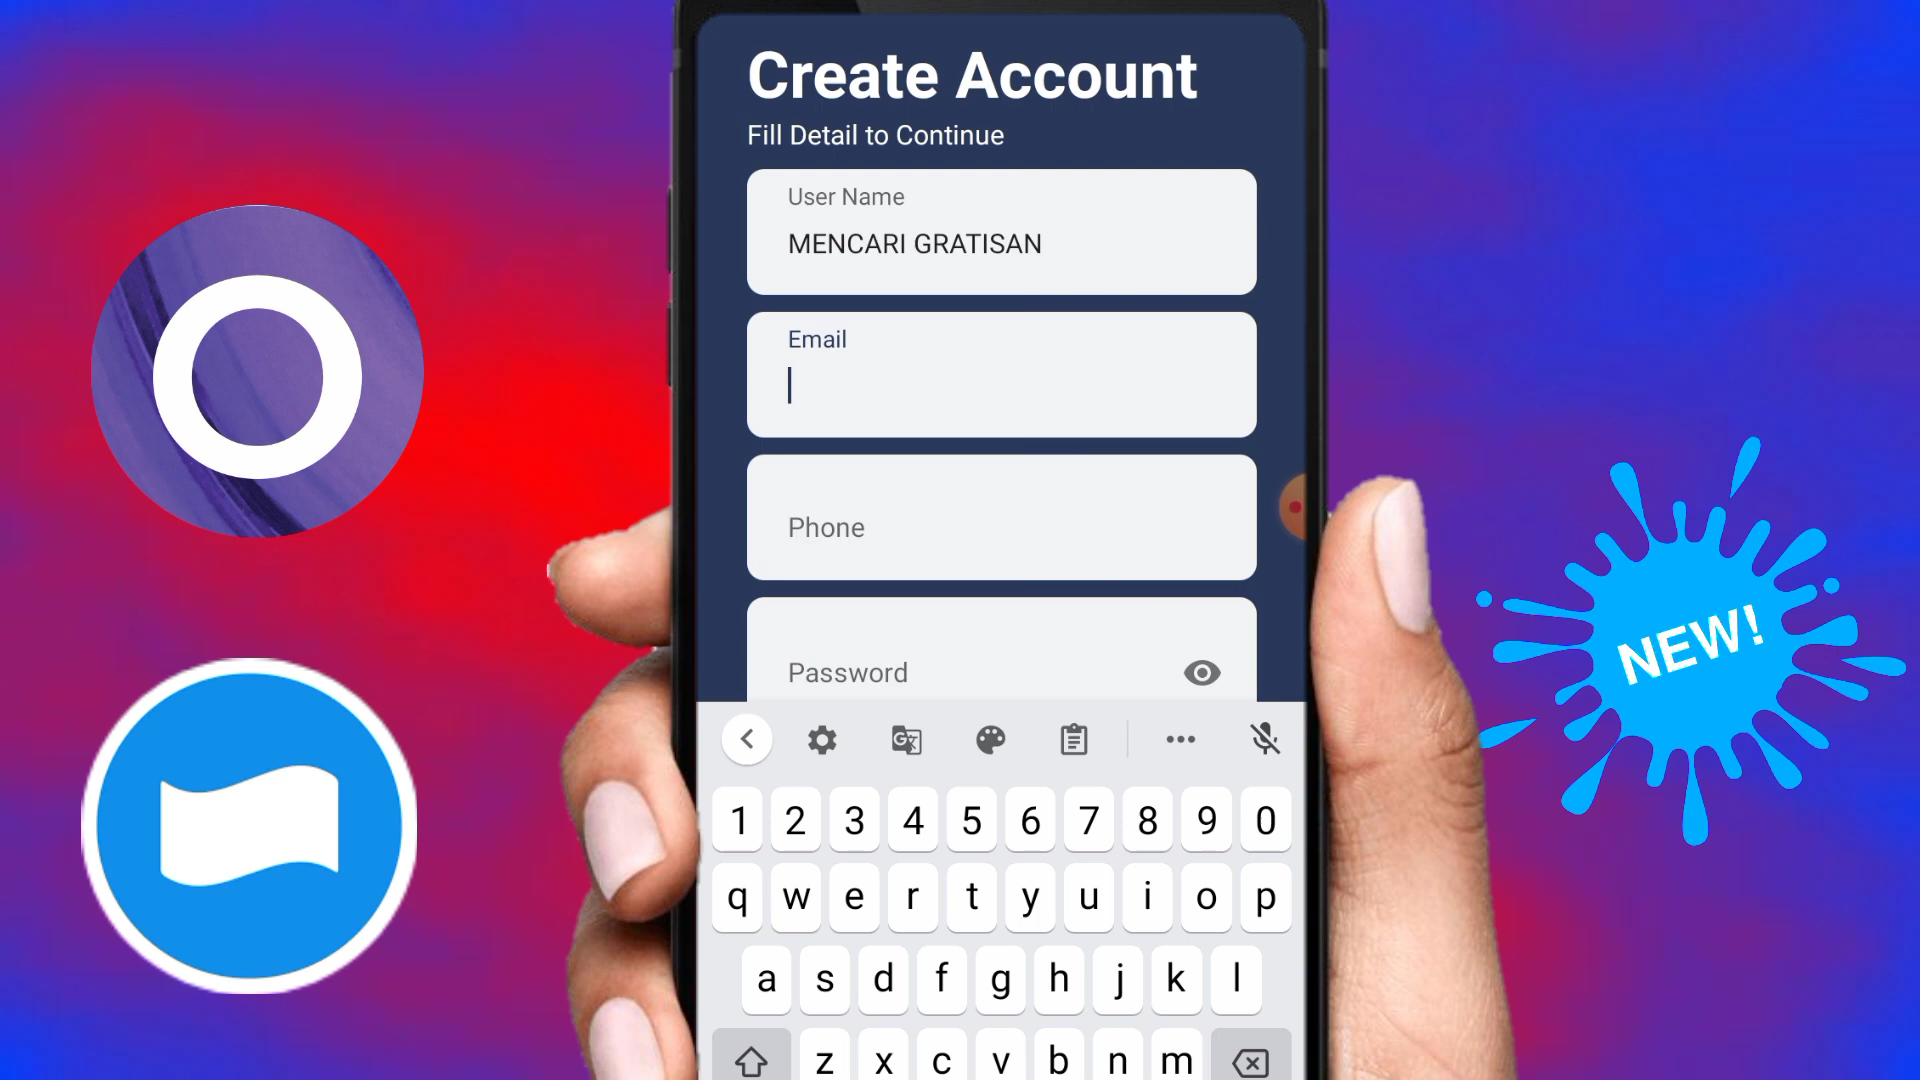 Create Account
Fill Detail to Continue
User Name
MENCARI GRATISAN
Email
Phone
Password
NEW!
1 2 3 4 5 6 7 8 9 0
q w e r t y u i o p
a s d f g h j k l
z x c v b n m